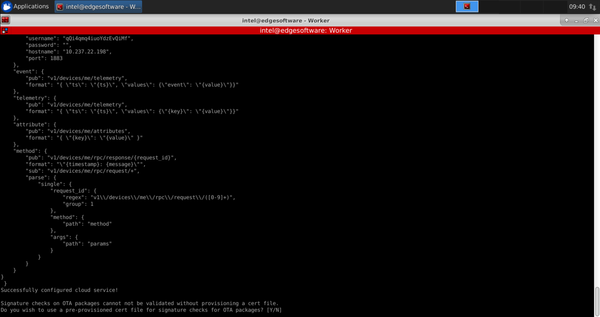 Applications
intel@edgesoftware - W...
09:40
intel@edgesoftware - Worker
intel@edgesoftware: Worker
"username":
"password": "",
"hostname": "10.237.22.198",
"port": 1883
},
"event": {
"pub": "v1/devices/me/telemetry",
"format": "{ \"ts\": \"{ts}\", \"values\": {\"event\": \"{value}\"}}"
},
"telemetry": {
"pub": "v1/devices/me/telemetry",
"format": "{ \"ts\": \"{ts}\", \"values\": {\"{key}\": \"{value}\"}}"
},
"attribute": {
"pub": "v1/devices/me/attributes",
"format": "{ \"{key}\": \"{value}\" }"
},
"method": {
"pub": "v1/devices/me/rpc/response/{request_id}",
"format": "\"{timestamp}: {message}\"",
"sub": "v1/devices/me/rpc/request/+",
"parse": {
"single": {
"request_id": {
"regex": "v1\\/devices\\/me\\/rpc\\/request\\/([0-9]+)",
"group": 1
},
"method": {
"path": "method"
},
"args": {
"path": "params"
}
}
}
}
}
}
Successfully configured cloud service!
Signature checks on OTA packages cannot not be validated without provisioning a cert file.
Do you wish to use a pre-provisioned cert file for signature checks for OTA packages? [Y/N]